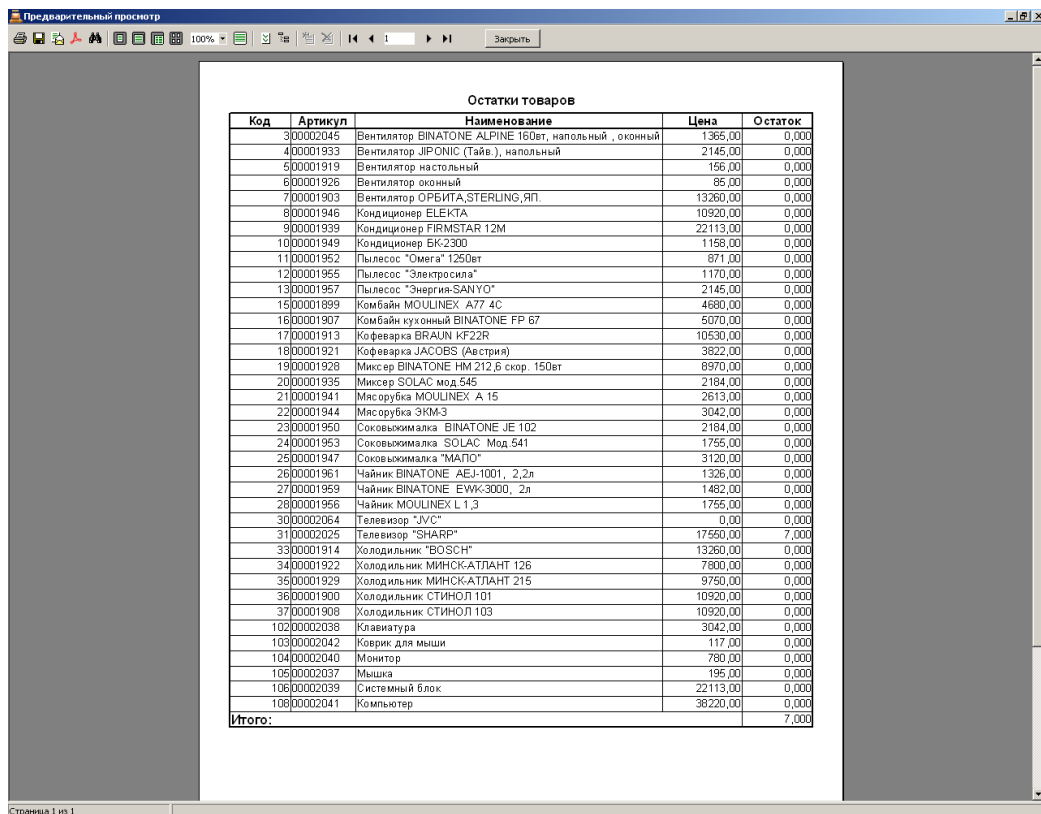 Предварительный просмотр
100%
1
Закрыть
Остатки товаров
Код Артикул Наименование Цена Остаток
3 00002045 Вентилятор BINATONE ALPINE 160вт, напольный , оконный 1365,00 0,000
4 00001933 Вентилятор JIPONIC (Тайв.), напольный 2145,00 0,000
5 00001919 Вентилятор настольный 156,00 0,000
6 00001926 Вентилятор оконный 85,00 0,000
7 00001903 Вентилятор ОРБИТА,STERLING,ЯП. 13260,00 0,000
8 00001946 Кондиционер ELEKTA 10920,00 0,000
9 00001939 Кондиционер FIRMSTAR 12M 22113,00 0,000
10 00001949 Кондиционер БК-2300 1158,00 0,000
11 00001952 Пылесос "Омега" 1250вт 871,00 0,000
12 00001955 Пылесос "Электросила" 1170,00 0,000
13 00001957 Пылесос "Энергия-SANYO" 2145,00 0,000
15 00001899 Комбайн MOULINEX A77 4C 4680,00 0,000
16 00001907 Комбайн кухонный BINATONE FP 67 5070,00 0,000
17 00001913 Кофеварка BRAUN KF22R 10530,00 0,000
18 00001921 Кофеварка JACOBS (Австрия) 3822,00 0,000
19 00001928 Миксер BINATONE HM 212,6 скор. 150вт 8970,00 0,000
20 00001935 Миксер SOLAC мод.545 2184,00 0,000
21 00001941 Мясорубка MOULINEX A 15 2613,00 0,000
22 00001944 Мясорубка ЭКМ-3 3042,00 0,000
23 00001950 Соковыжималка BINATONE JE 102 2184,00 0,000
24 00001953 Соковыжималка SOLAC Мод.541 1755,00 0,000
25 00001947 Соковыжималка "МАПО" 3120,00 0,000
26 00001961 Чайник BINATONE AEJ-1001, 2,2л 1326,00 0,000
27 00001959 Чайник BINATONE EWK-3000, 2л 1482,00 0,000
28 00001956 Чайник MOULINEX L 1,3 1755,00 0,000
30 00002064 Телевизор "JVC" 0,00 0,000
31 00002025 Телевизор "SHARP" 17550,00 7,000
33 00001914 Холодильник "BOSCH" 13260,00 0,000
34 00001922 Холодильник МИНСК-АТЛАНТ 126 7800,00 0,000
35 00001929 Холодильник МИНСК-АТЛАНТ 215 9750,00 0,000
36 00001900 Холодильник СТИНОЛ 101 10920,00 0,000
37 00001908 Холодильник СТИНОЛ 103 10920,00 0,000
102 00002038 Клавиатура 3042,00 0,000
103 00002042 Коврик для мыши 117,00 0,000
104 00002040 Монитор 780,00 0,000
105 00002037 Мышка 195,00 0,000
106 00002039 Системный блок 22113,00 0,000
108 00002041 Компьютер 38220,00 0,000
Итого: 7,000
Страница 1 из 1